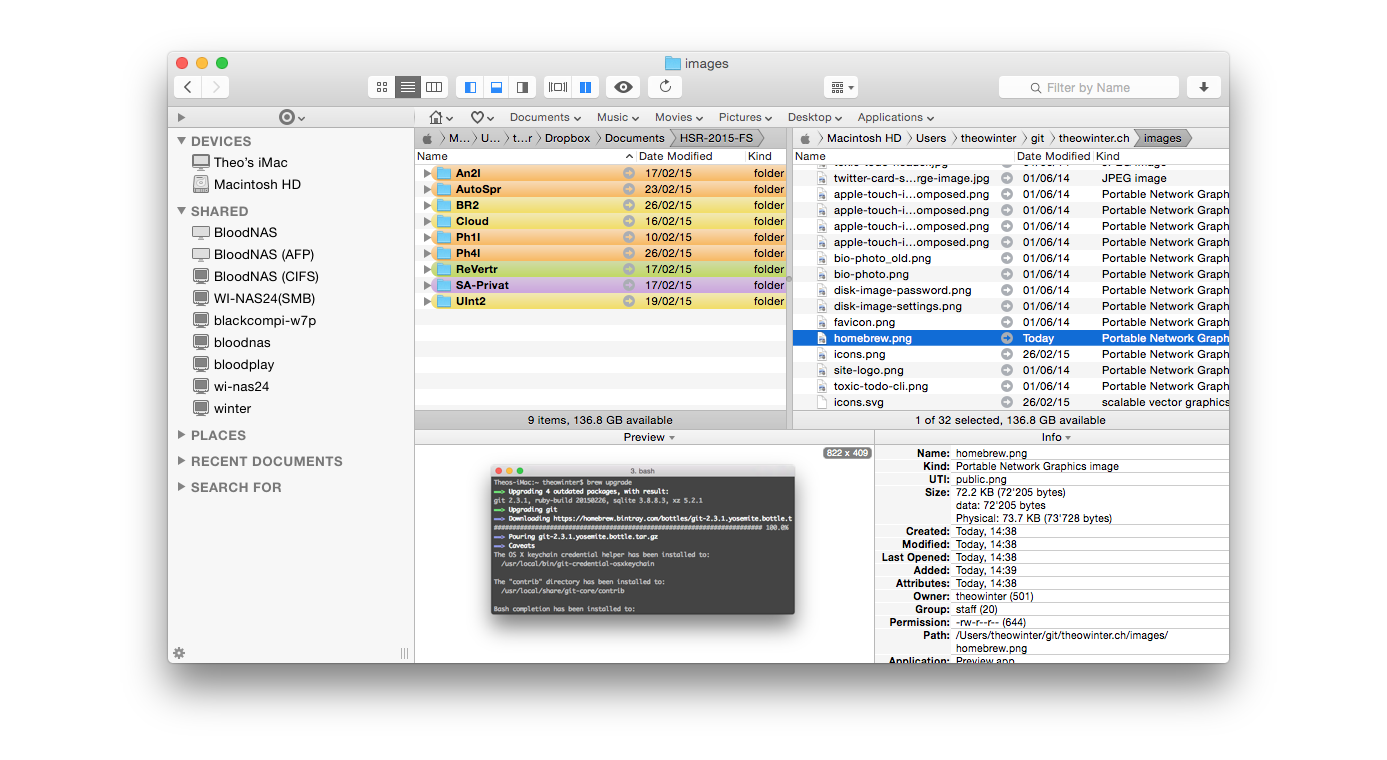 images
Filter by Name
Documents Music Movies Pictures Desktop Applications
DEVICES
Theo's iMac
Macintosh HD
SHARED
BloodNAS
BloodNAS (AFP)
BloodNAS (CIFS)
WI-NAS24(SMB)
blackcompi-w7p
bloodnas
bloodplay
wi-nas24
winter
PLACES
RECENT DOCUMENTS
SEARCH FOR
M... U... t...r Dropbox Documents HSR-2015-FS
Name Date Modified Kind
An2I 17/02/15 folder
AutoSpr 23/02/15 folder
BR2 26/02/15 folder
Cloud 16/02/15 folder
Ph1I 10/02/15 folder
Ph4I 26/02/15 folder
ReVertr 17/02/15 folder
SA-Privat 17/02/15 folder
UInt2 19/02/15 folder
9 items, 136.8 GB available
Macintosh HD Users theowinter git theowinter.ch images
Name Date Modified Kind
twitter-card-s...rge-image.jpg 01/06/14 JPEG image
apple-touch-i...omposed.png 01/06/14 Portable Network Graph
apple-touch-i...omposed.png 01/06/14 Portable Network Graph
apple-touch-i...omposed.png 01/06/14 Portable Network Graph
apple-touch-i...omposed.png 01/06/14 Portable Network Graph
bio-photo_old.png 01/06/14 Portable Network Graph
bio-photo.png 01/06/14 Portable Network Graph
disk-image-password.png 01/06/14 Portable Network Graph
disk-image-settings.png 01/06/14 Portable Network Graph
favicon.png 01/06/14 Portable Network Graph
homebrew.png Today Portable Network Graph
icons.png 26/02/15 Portable Network Graph
site-logo.png 01/06/14 Portable Network Graph
toxic-todo-cli.png 01/06/14 Portable Network Graph
icons.svg 26/02/15 scalable vector graphics
1 of 32 selected, 136.8 GB available
Preview
822 x 409
3. bash
Theos-iMac:~ theowinter$ brew upgrade
==> Upgrading 4 outdated packages, with result:
git 2.3.1, ruby-build 20150226, sqlite 3.8.8.3, xz 5.2.1
==> Upgrading git
==> Downloading https://homebrew.bintray.com/bottles/git-2.3.1.yosemite.bottle.t
100.0%
==> Pouring git-2.3.1.yosemite.bottle.tar.gz
==> Caveats
The OS X keychain credential helper has been installed to:
/usr/local/bin/git-credential-osxkeychain
The "contrib" directory has been installed to:
/usr/local/share/git-core/contrib
Bash completion has been installed to:
Info
Name: homebrew.png
Kind: Portable Network Graphics image
UTI: public.png
Size: 72.2 KB (72'205 bytes)
data: 72'205 bytes
Physical: 73.7 KB (73'728 bytes)
Created: Today, 14:38
Modified: Today, 14:38
Last Opened: Today, 14:38
Added: Today, 14:39
Attributes: Today, 14:38
Owner: theowinter (501)
Group: staff (20)
Permission: -rw-r--r-- (644)
Path: /Users/theowinter/git/theowinter.ch/images/
homebrew.png
Application: Preview.app